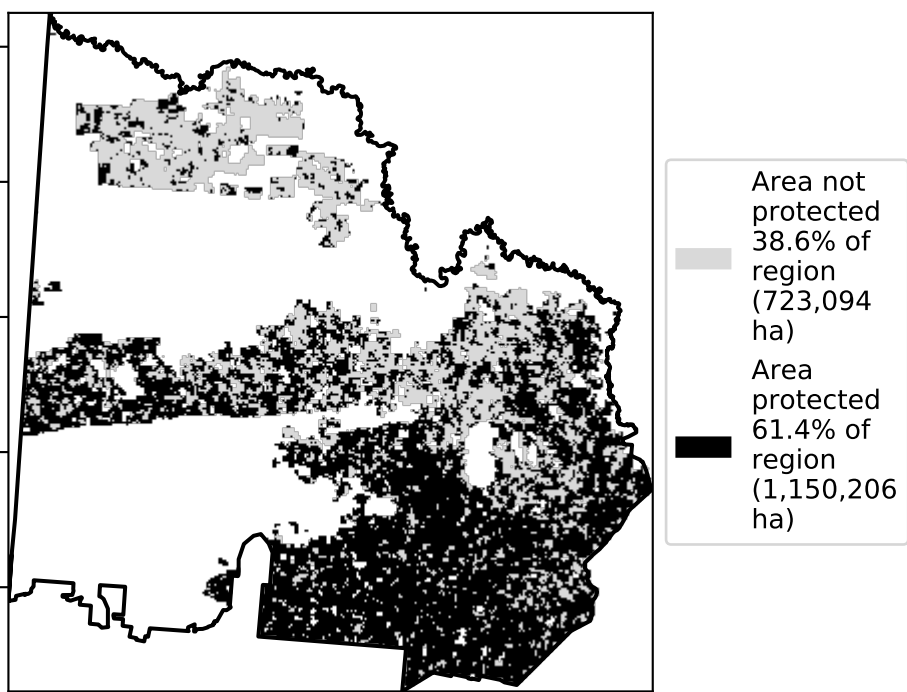 Area not
protected
38.6% of
region
(723,094
ha)
Area
protected
61.4% of
region
(1,150,206
ha)